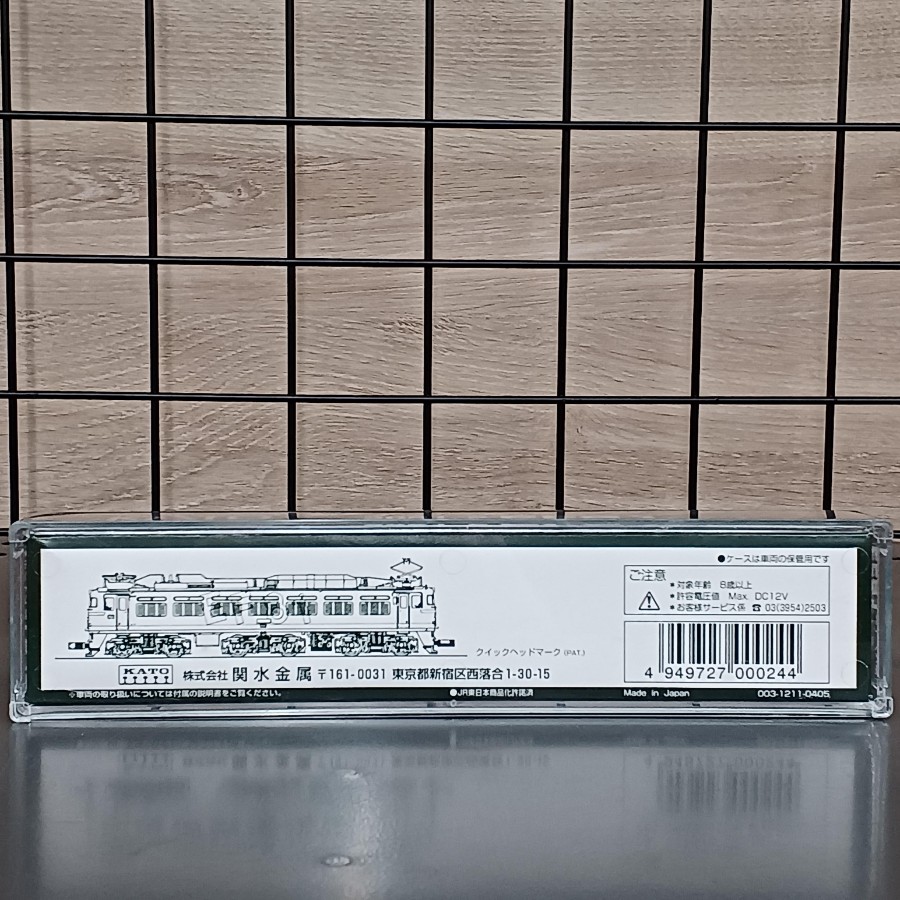 ●ケースは車両の保管用です
ご注意
＊対象年齢 8歳以上
＊許容電圧値 Max. DC12V
＊お客様サービス係 ☎ 03(3954)2503
クイックヘッドマーク (PAT.)
KATO 株式会社 関水金属 〒161-0031 東京都新宿区西落合1-30-15
4 949727 000244
※車両の取り扱いについては付属の説明書をご覧ください。
●JR東日本商品化許諾済
Made in Japan
003-1211-0405